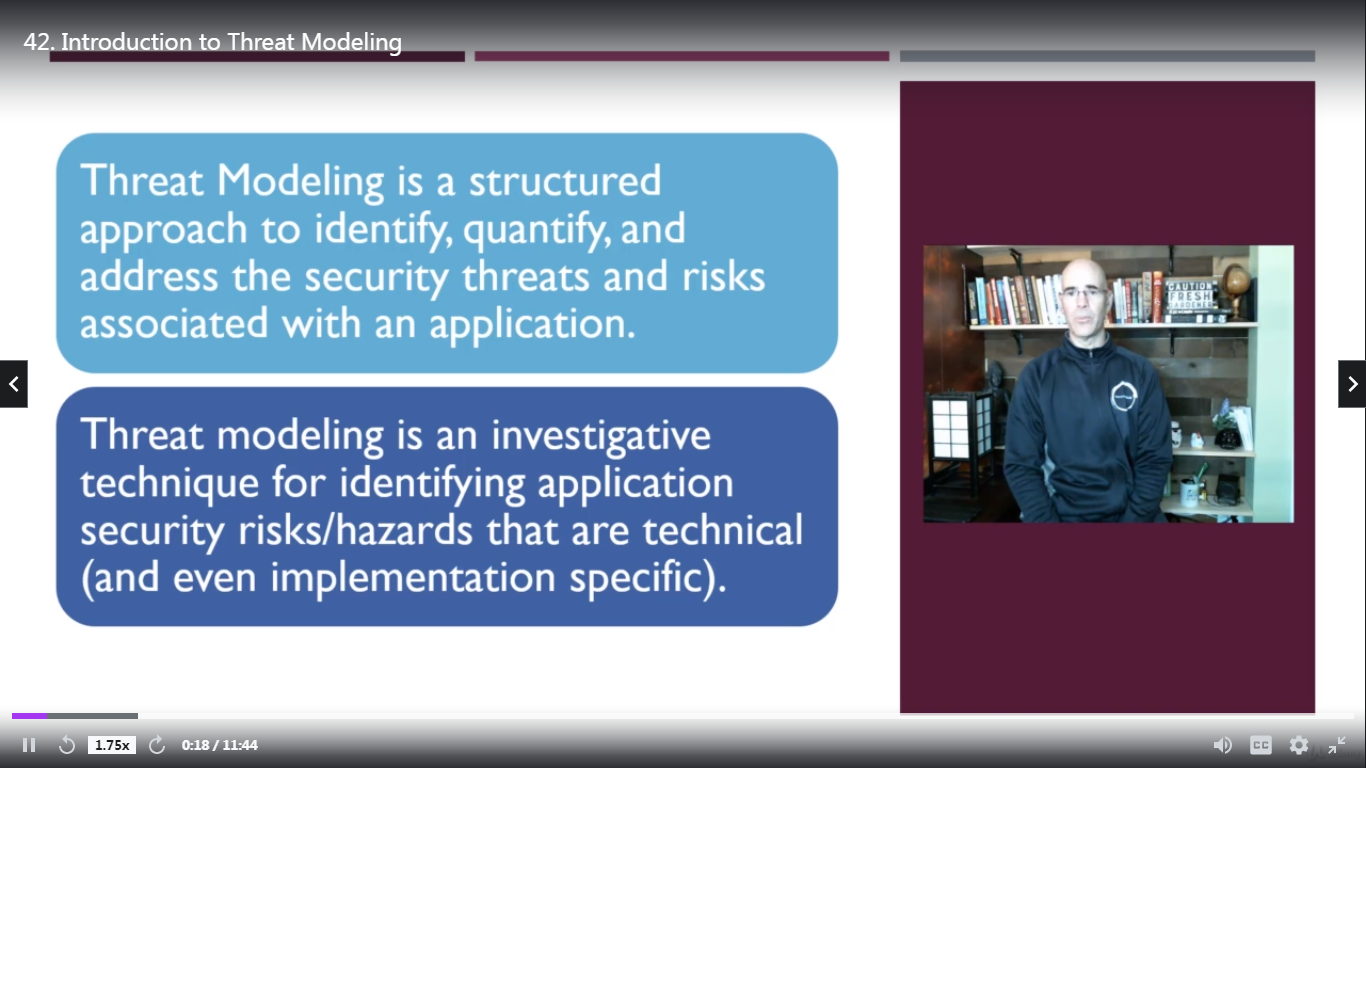 42. Introduction to Threat Modeling
Threat Modeling is a structured
approach to identify, quantify, and
address the security threats and risks
associated with an application.
Threat modeling is an investigative
technique for identifying application
security risks/hazards that are technical
(and even implementation specific).
CAUTION
FRESH
GARDENER
1.75x
0:18 / 11:44
CC